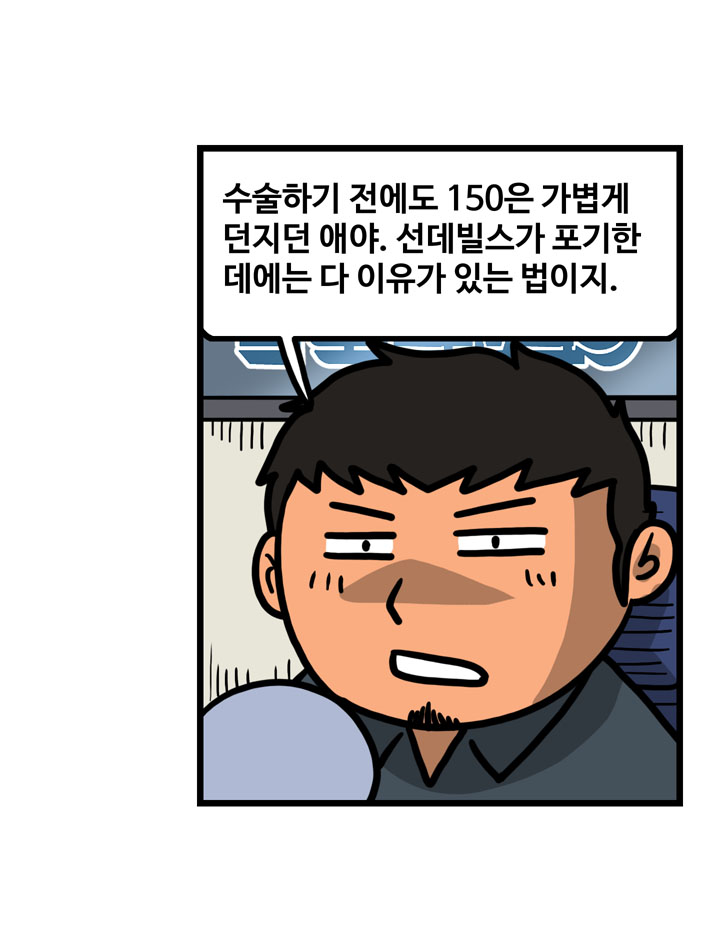 수술하기 전에도 150은 가볍게
던지던 애야. 선데빌스가 포기한
데에는 다 이유가 있는 법이지.